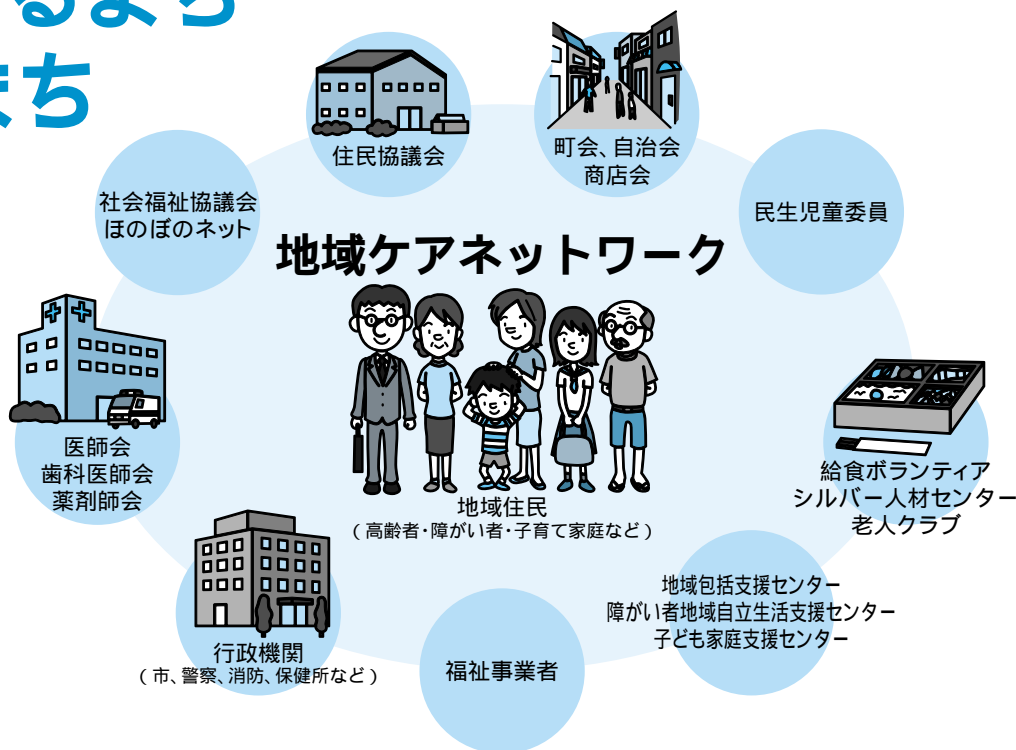 るまち
まち
住民協議会
町会、自治会
商店会
社会福祉協議会
ほのぼのネット
民生児童委員
地域ケアネットワーク
医師会
歯科医師会
薬剤師会
給食ボランティア
シルバー人材センター
老人クラブ
地域住民
(高齢者・障がい者・子育て家庭など)
地域包括支援センター
障がい者地域自立生活支援センター
子ども家庭支援センター
行政機関
(市、警察、消防、保健所など)
福祉事業者